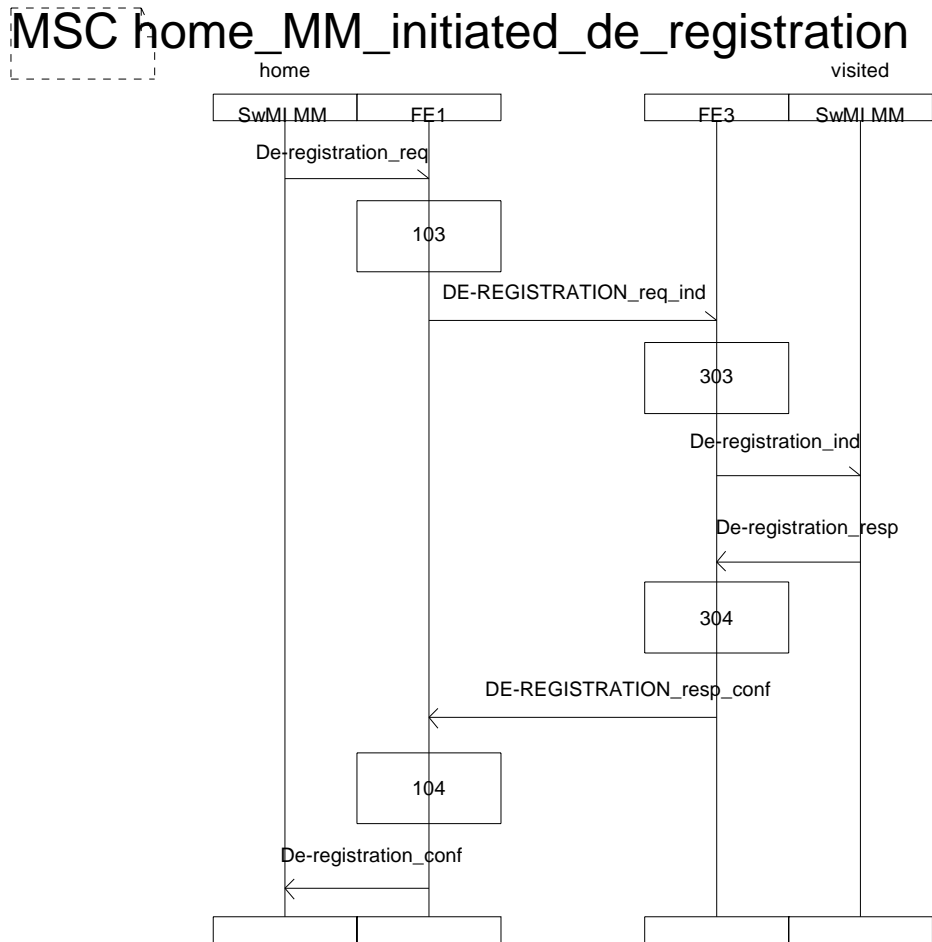 MSC home_MM_initiated_de_registration
home visited
SwMI MM FE1 FE3 SwMI MM
De-registration_req
103
DE-REGISTRATION_req_ind
303
De-registration_ind
De-registration_resp
304
DE-REGISTRATION_resp_conf
104
De-registration_conf